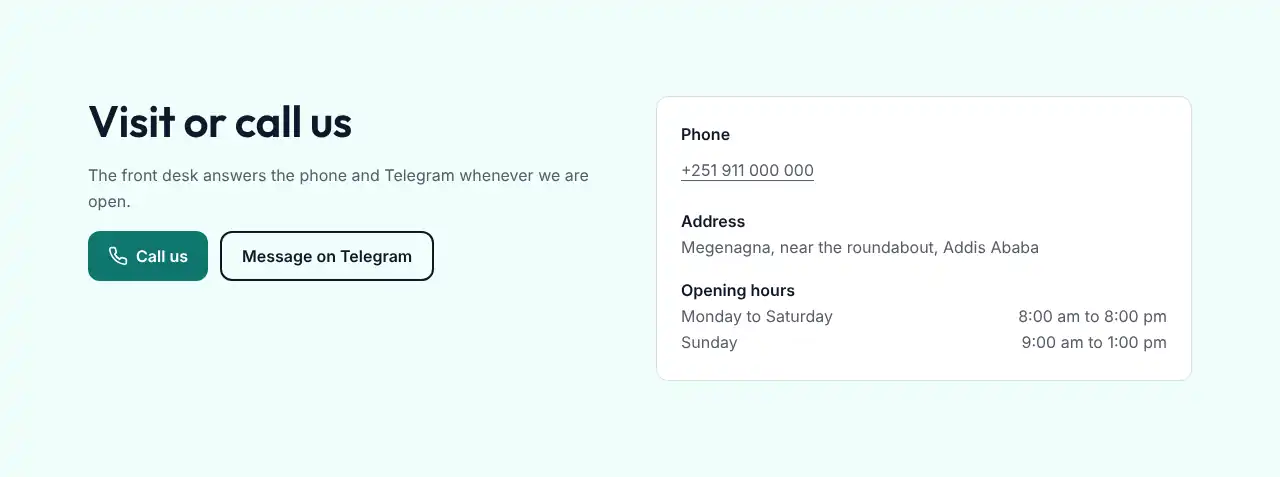 Visit or call us
The front desk answers the phone and Telegram whenever we are
open.
Call us
Message on Telegram
Phone
+251 911 000 000
Address
Megenagna, near the roundabout, Addis Ababa
Opening hours
Monday to Saturday 8:00 am to 8:00 pm
Sunday 9:00 am to 1:00 pm